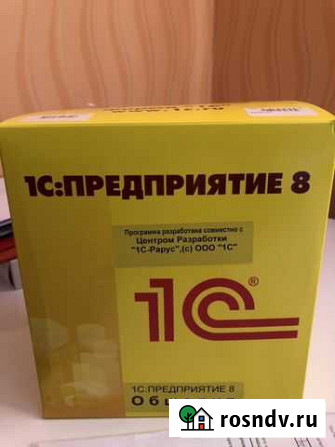 1С:ПРЕДПРИЯТИЕ 8
Программа разработана совместно с
Центром Разработки
"1С-Рарус",(с) ООО "1С"
1С®
1С:ПРЕДПРИЯТИЕ 8
rosndv.ru